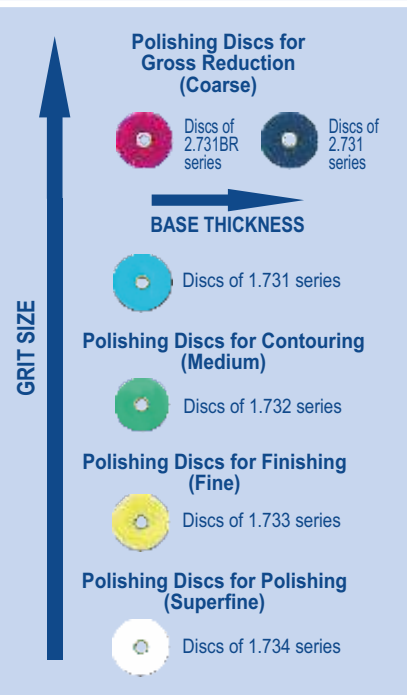 Polishing Discs for
Gross Reduction
(Coarse)
Discs of
2.731BR
series
Discs of
2.731
series
BASE THICKNESS
Discs of 1.731 series
GRIT SIZE
Polishing Discs for Contouring
(Medium)
Discs of 1.732 series
Polishing Discs for Finishing
(Fine)
Discs of 1.733 series
Polishing Discs for Polishing
(Superfine)
Discs of 1.734 series